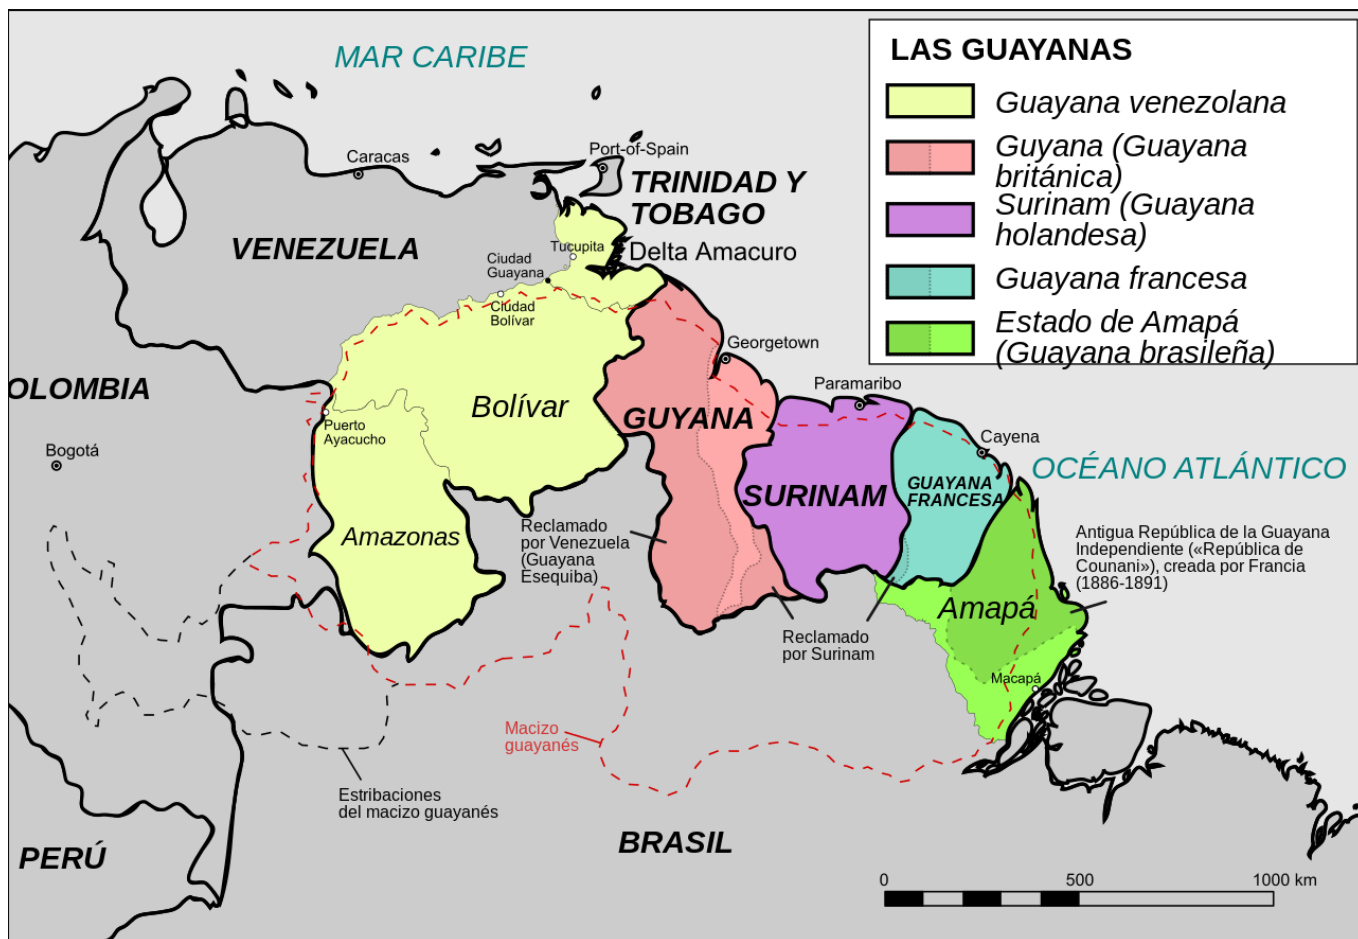 MAR CARIBE
LAS GUAYANAS
Guayana venezolana
Guyana (Guayana
británica)
Surinam (Guayana
holandesa)
Guayana francesa
Estado de Amapá
(Guayana brasileña)
Caracas
Port-of-Spain
TRINIDAD Y
TOBAGO
VENEZUELA
Tucupita
Delta Amacuro
Ciudad
Guayana
Ciudad
Bolívar
Georgetown
OLOMBIA
Paramaribo
Bolívar
GUYANA
Puerto
Ayacucho
Cayena
Bogotá
OCÉANO ATLÁNTICO
SURINAM
GUAYANA
FRANCESA
Amazonas
Reclamado
por Venezuela
(Guayana
Esequiba)
Antigua República de la Guayana
Independiente («República de
Counani»), creada por Francia
(1886-1891)
Amapá
Reclamado
por Surinam
Macapá
Macizo
guayanés
Estribaciones
del macizo guayanés
BRASIL
PERÚ
0 500 1000 km